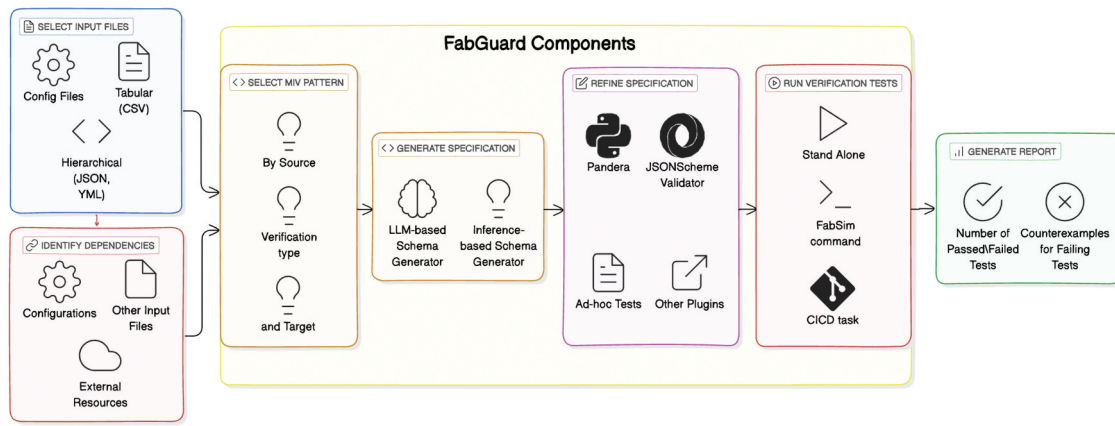 SELECT INPUT FILES
Config Files
Tabular
(CSV)
Hierarchical
(JSON,
YML)
IDENTIFY DEPENDENCIES
Configurations
Other Input
Files
External
Resources
FabGuard Components
SELECT MIV PATTERN
By Source
Verification
type
and Target
GENERATE SPECIFICATION
LLM-based
Schema
Generator
Inference-
based Schema
Generator
REFINE SPECIFICATION
Pandera
JSONScheme
Validator
Ad-hoc Tests
Other Plugins
RUN VERIFICATION TESTS
Stand Alone
FabSim
command
CICD task
GENERATE REPORT
Number of
Passed\Failed
Tests
Counterexamples
for Failing
Tests